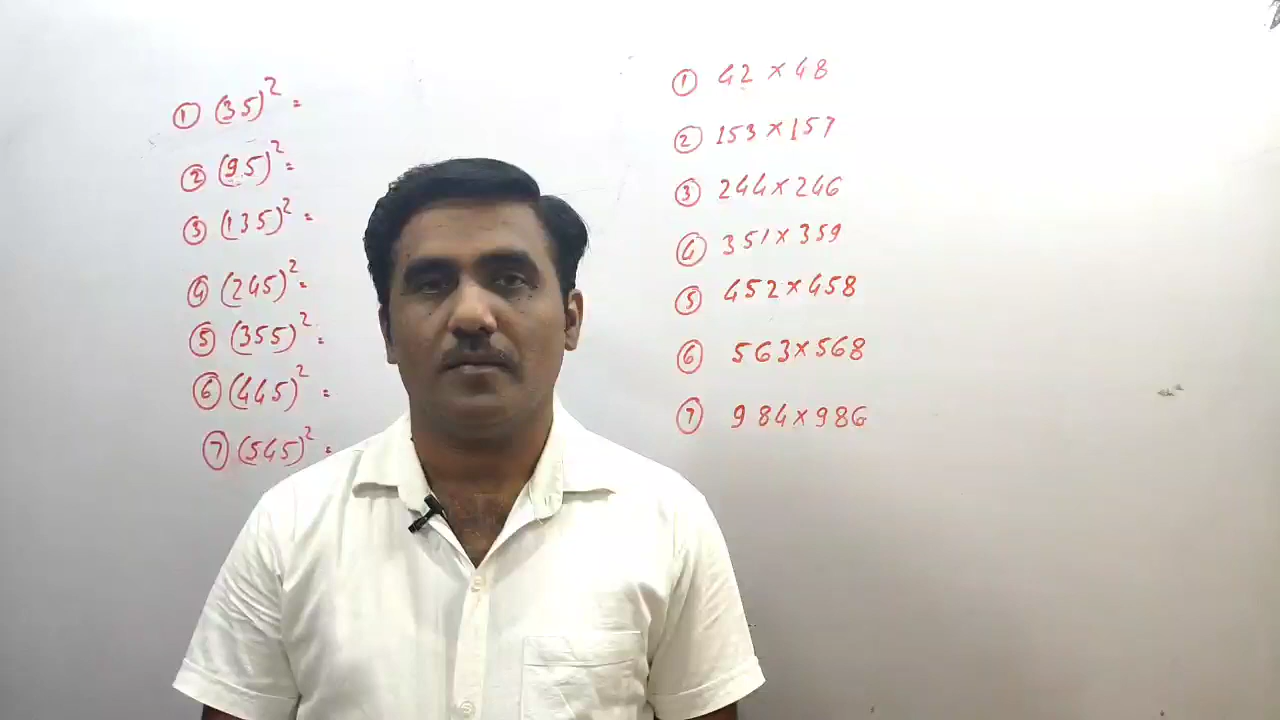 ① (35)² =
② (95)² =
③ (135)² =
④ (245)² =
⑤ (355)² =
⑥ (445)² =
⑦ (545)² =
① 42 × 48
② 153 × 157
③ 244 × 246
④ 351 × 359
⑤ 452 × 458
⑥ 563 × 568
⑦ 984 × 986